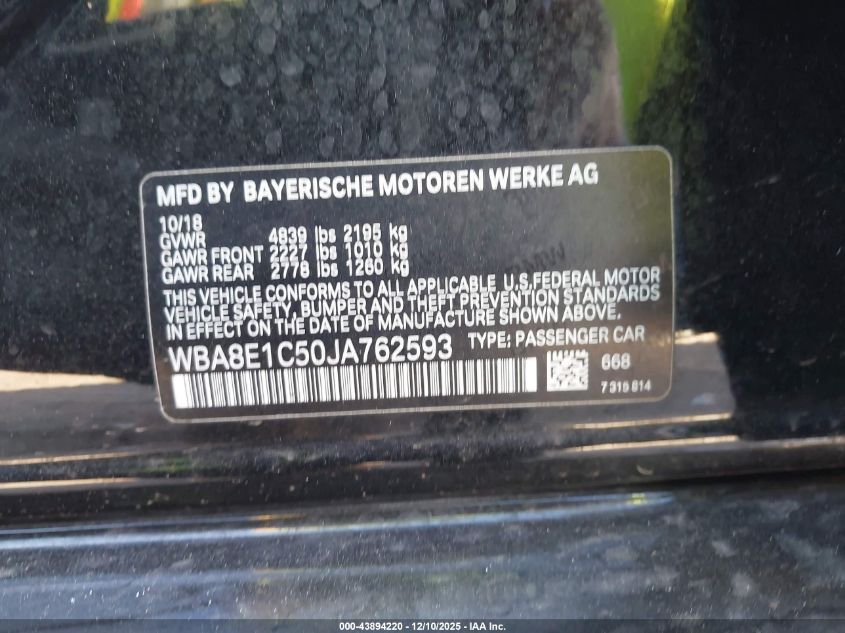 MFD BY BAYERISCHE MOTOREN WERKE AG
10/18
GVWR 4839 lbs 2195 kg
GAWR FRONT 2227 lbs 1010 kg
GAWR REAR 2778 lbs 1260 kg
THIS VEHICLE CONFORMS TO ALL APPLICABLE U.S.FEDERAL MOTOR
VEHICLE SAFETY, BUMPER AND THEFT PREVENTION STANDARDS
IN EFFECT ON THE DATE OF MANUFACTURE SHOWN ABOVE.
WBA8E1C50JA762593 TYPE: PASSENGER CAR
668
7 315 814
000-43894220 - 12/10/2025 - IAA Inc.